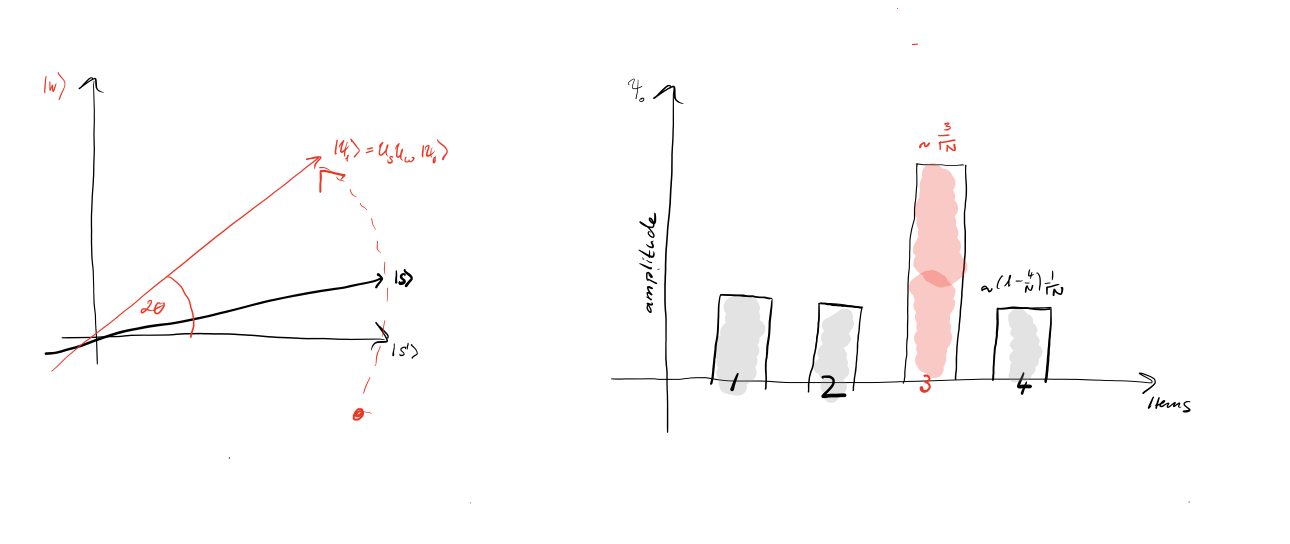 |w⟩
|ψ₁⟩ = U_s U_w |ψ₀⟩
2θ
|s⟩
|s'⟩
ψ₀
amplitude
~ 3/√N
~ (1 - 4/N) 1/√N
1
2
3
4
Items